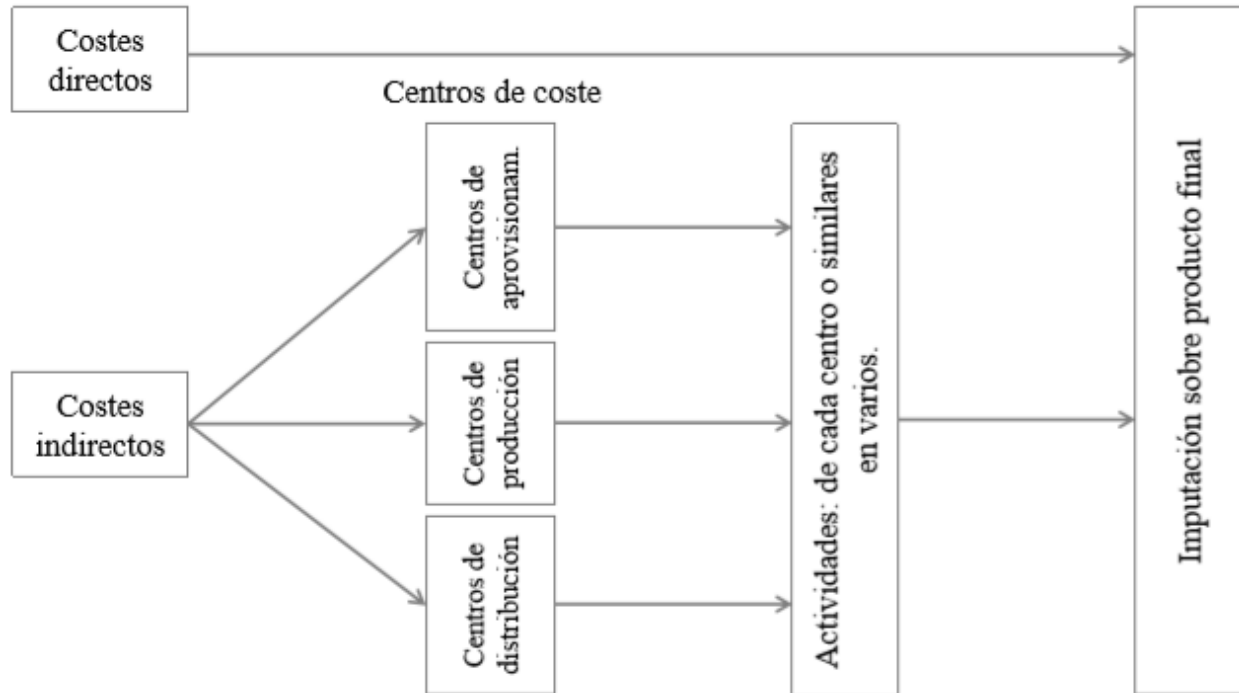 Costes
directos
Centros de coste
Centros de
aprovisionam.
Costes
indirectos
Centros de
producción
Centros de
distribución
Actividades: de cada centro o similares
en varios.
Imputación sobre producto final